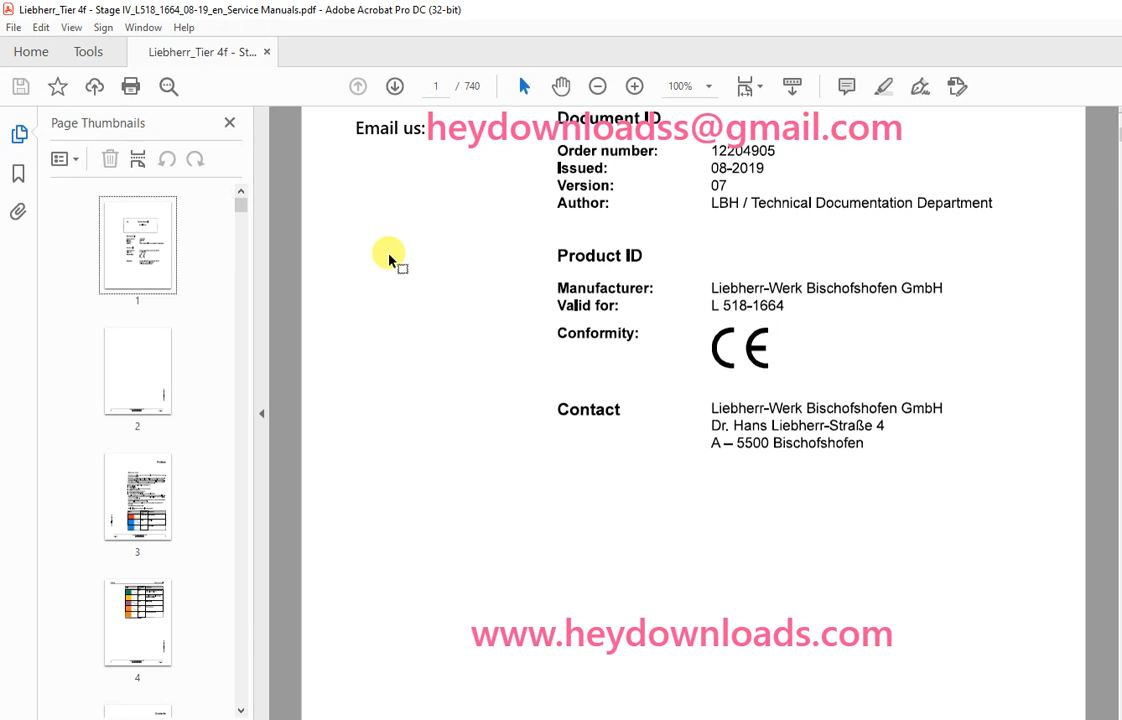 Liebherr_Tier 4f - Stage IV_L518_1664_08-19_en_Service Manuals.pdf - Adobe Acrobat Pro DC (32-bit)
File Edit View Sign Window Help
Home Tools Liebherr_Tier 4f - St... ×
1 / 740 100%
Page Thumbnails
1
2
3
4
Email us: heydownloadss@gmail.com
Document ID
Order number: 12204905
Issued: 08-2019
Version: 07
Author: LBH / Technical Documentation Department
Product ID
Manufacturer: Liebherr-Werk Bischofshofen GmbH
Valid for: L 518-1664
Conformity: CE
Contact Liebherr-Werk Bischofshofen GmbH
Dr. Hans Liebherr-Straße 4
A – 5500 Bischofshofen
www.heydownloads.com